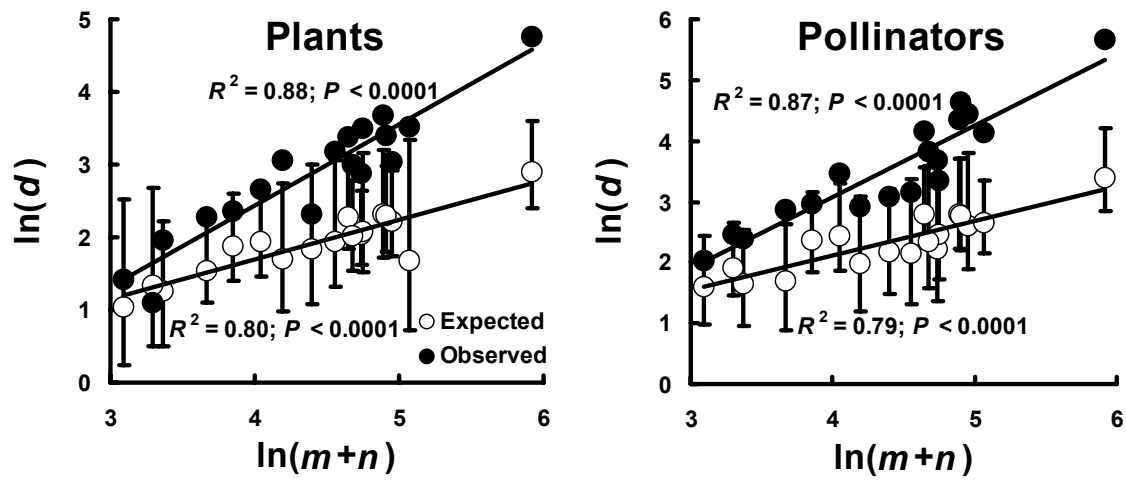 Plants
R² = 0.88; P < 0.0001
R² = 0.80; P < 0.0001
Expected
Observed
ln(d)
5
4
3
2
1
0
3 4 5 6
ln(m+n)
Pollinators
R² = 0.87; P < 0.0001
R² = 0.79; P < 0.0001
ln(d)
6
5
4
3
2
1
0
3 4 5 6
ln(m+n)